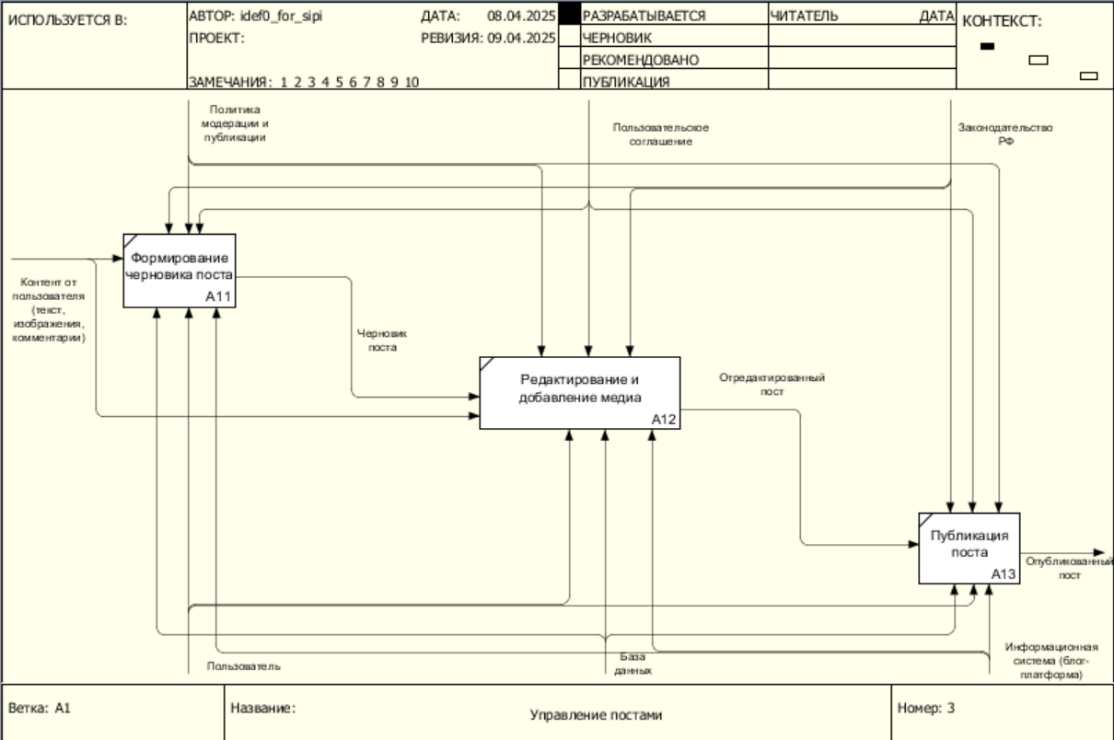 ИСПОЛЬЗУЕТСЯ В:
АВТОР: idef0_for_sipi
ДАТА: 08.04.2025
ПРОЕКТ:
РЕВИЗИЯ: 09.04.2025
ЗАМЕЧАНИЯ: 1 2 3 4 5 6 7 8 9 10
РАЗРАБАТЫВАЕТСЯ
ЧЕРНОВИК
РЕКОМЕНДОВАНО
ПУБЛИКАЦИЯ
ЧИТАТЕЛЬ ДАТА
КОНТЕКСТ:
Политика
модерации и
публикации
Пользовательское
соглашение
Законодательство
РФ
Формирование
черновика поста
A11
Контент от
пользователя
(текст,
изображения,
комментарии)
Черновик
поста
Редактирование и
добавление медиа
A12
Отредактированный
пост
Публикация
поста
A13
Опубликованный
пост
Пользователь
База
данных
Информационная
система (блог-
платформа)
Ветка: A1
Название:
Управление постами
Номер: 3